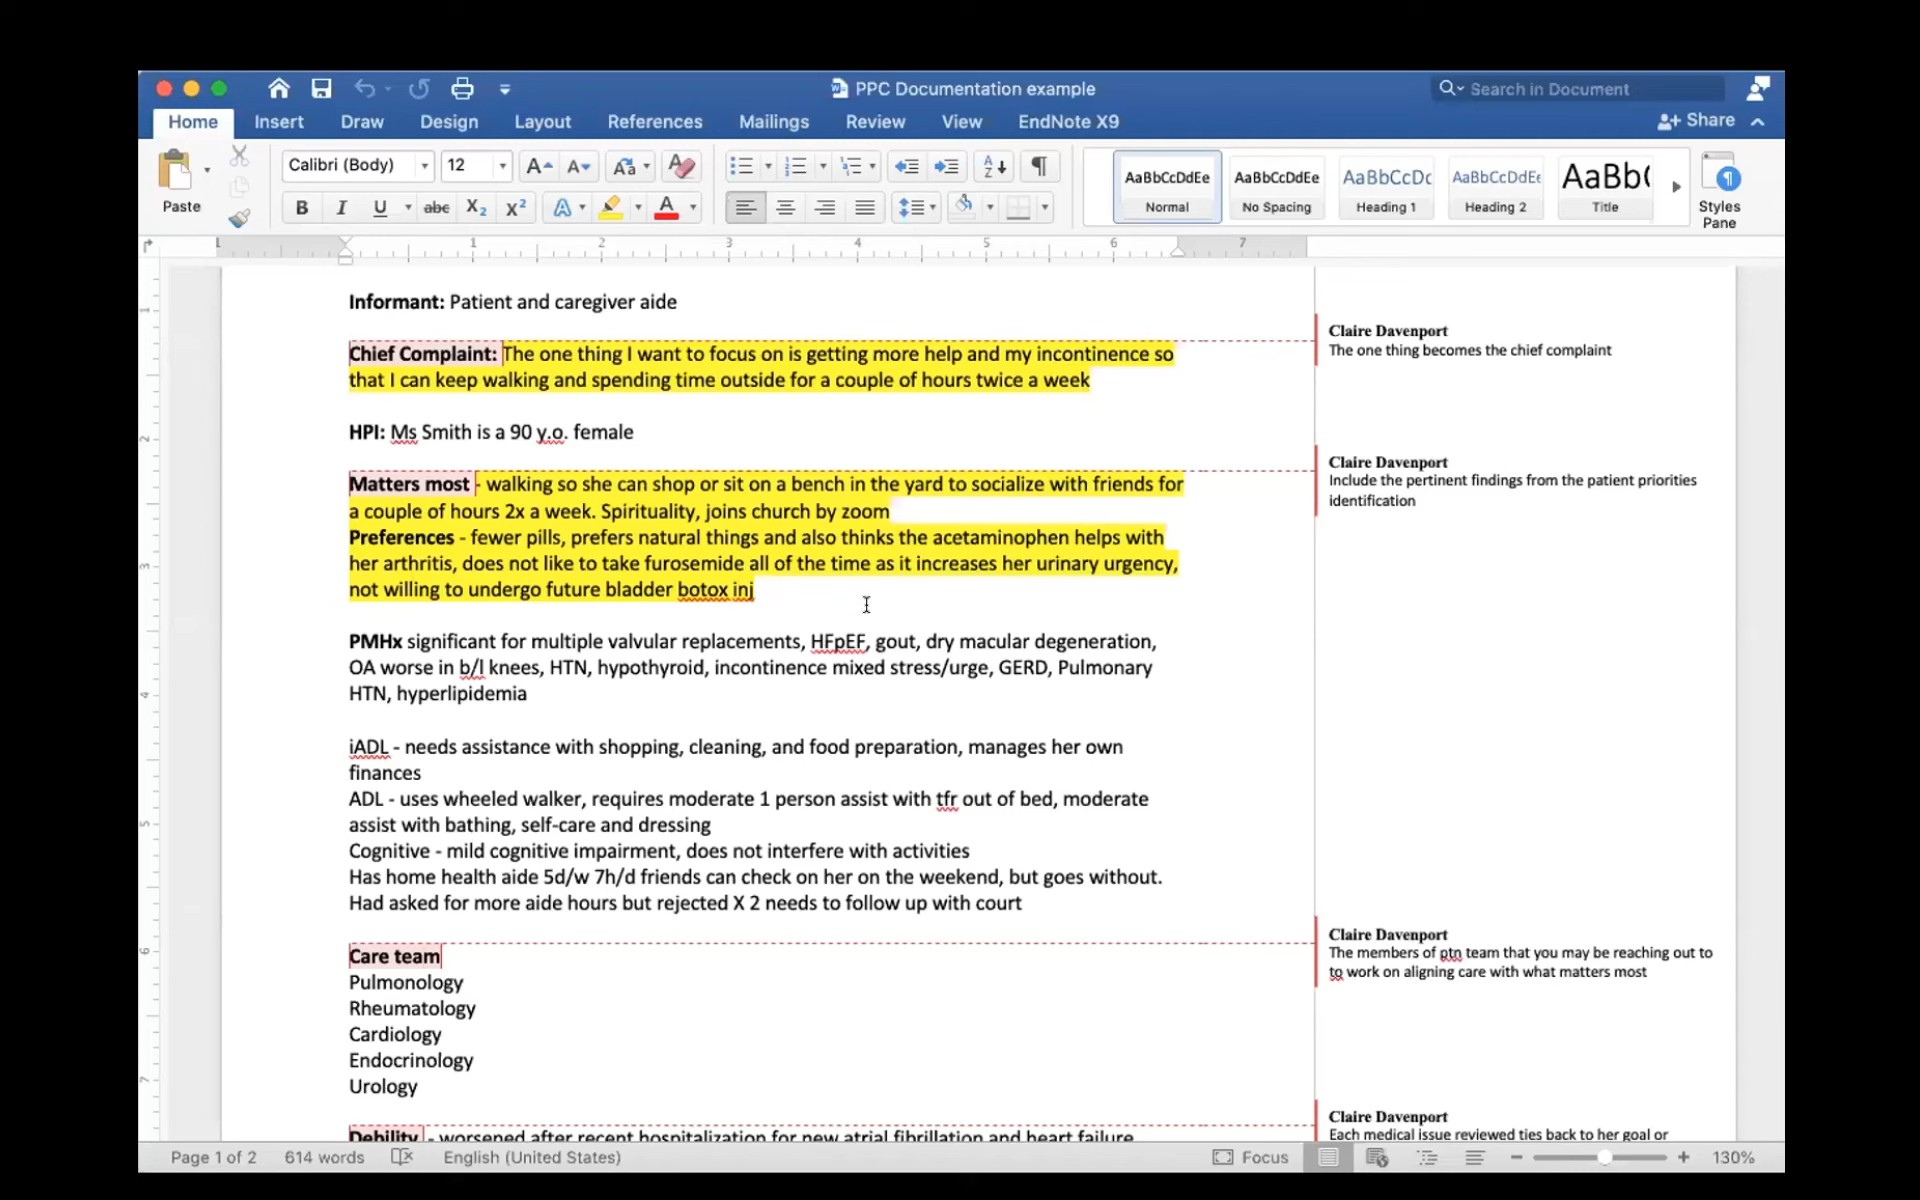 PPC Documentation example
Search in Document
Home Insert Draw Design Layout References Mailings Review View EndNote X9 Share
Calibri (Body) 12
Paste
AaBbCcDdEe AaBbCcDdEe AaBbCcDc AaBbCcDdEe AaBb(
Normal No Spacing Heading 1 Heading 2 Title
Styles
Pane
1 1 2 3 4 5 6 7
Informant: Patient and caregiver aide
Chief Complaint: The one thing I want to focus on is getting more help and my incontinence so
that I can keep walking and spending time outside for a couple of hours twice a week
HPI: Ms Smith is a 90 y.o. female
Matters most - walking so she can shop or sit on a bench in the yard to socialize with friends for
a couple of hours 2x a week. Spirituality, joins church by zoom
Preferences - fewer pills, prefers natural things and also thinks the acetaminophen helps with
her arthritis, does not like to take furosemide all of the time as it increases her urinary urgency,
not willing to undergo future bladder botox inj
PMHx significant for multiple valvular replacements, HFpEF, gout, dry macular degeneration,
OA worse in b/l knees, HTN, hypothyroid, incontinence mixed stress/urge, GERD, Pulmonary
HTN, hyperlipidemia
iADL - needs assistance with shopping, cleaning, and food preparation, manages her own
finances
ADL - uses wheeled walker, requires moderate 1 person assist with tfr out of bed, moderate
assist with bathing, self-care and dressing
Cognitive - mild cognitive impairment, does not interfere with activities
Has home health aide 5d/w 7h/d friends can check on her on the weekend, but goes without.
Had asked for more aide hours but rejected X 2 needs to follow up with court
Care team
Pulmonology
Rheumatology
Cardiology
Endocrinology
Urology
Debility - worsened after recent hospitalization for new atrial fibrillation and heart failure
Claire Davenport
The one thing becomes the chief complaint
Claire Davenport
Include the pertinent findings from the patient priorities
identification
Claire Davenport
The members of ptn team that you may be reaching out to
to work on aligning care with what matters most
Claire Davenport
Each medical issue reviewed ties back to her goal or
Page 1 of 2 614 words English (United States) Focus 130%